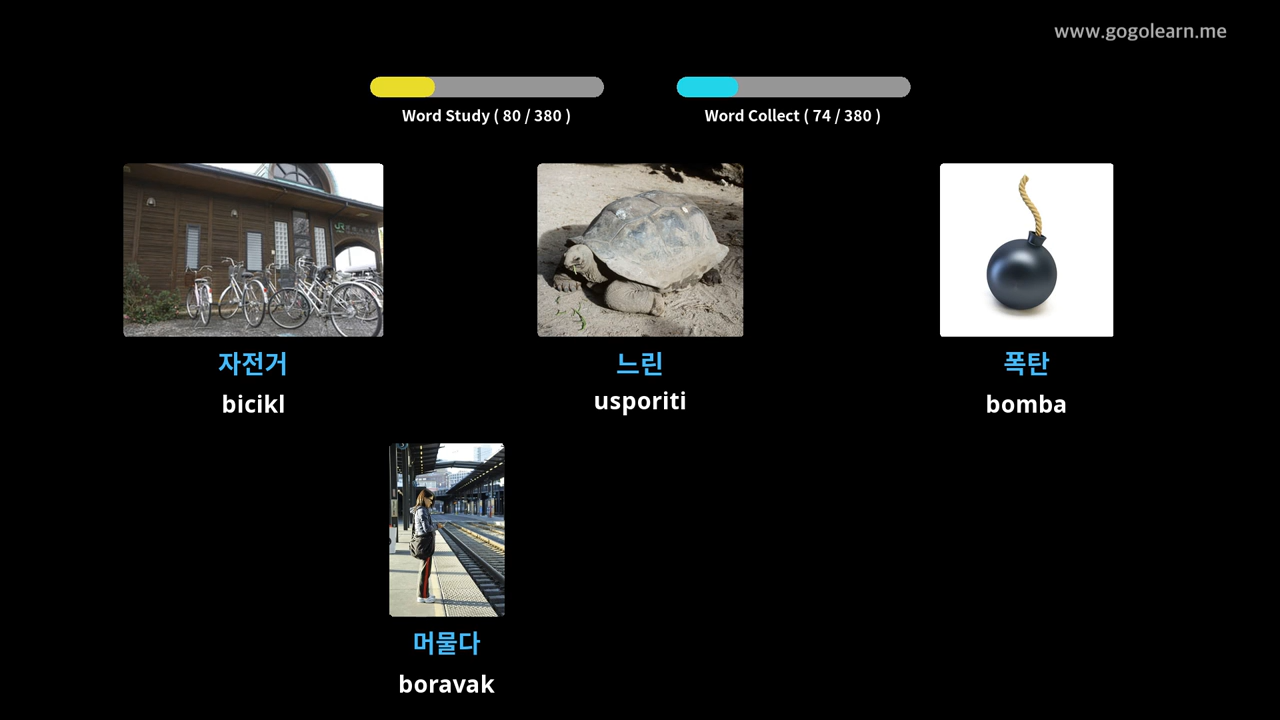 www.gogolearn.me
Word Study ( 80 / 380 )
Word Collect ( 74 / 380 )
자전거
느린
폭탄
bicikl
usporiti
bomba
머물다
boravak